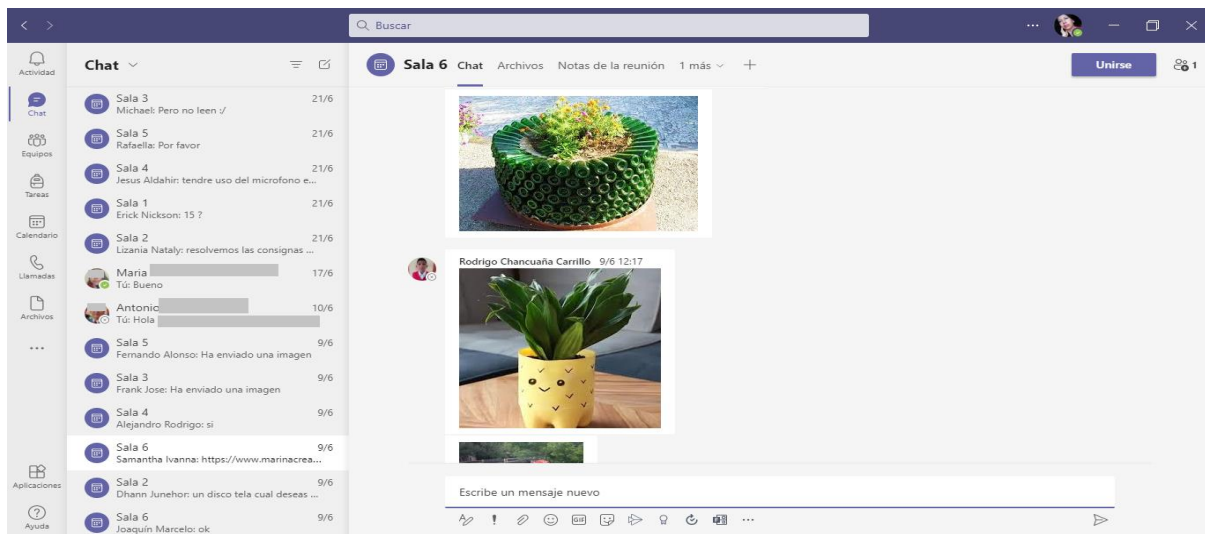 Buscar
Actividad
Chat
Equipos
Tareas
Calendario
Llamadas
Archivos
Aplicaciones
Ayuda
Chat
Sala 3 21/6
Michael: Pero no leen :/
Sala 5 21/6
Rafaella: Por favor
Sala 4 21/6
Jesus Aldahir: tendre uso del microfono e...
Sala 1 21/6
Erick Nickson: 15 ?
Sala 2 21/6
Lizania Nataly: resolvemos las consignas ...
Maria 17/6
Tú: Bueno
Antonio 10/6
Tú: Hola
Sala 5 9/6
Fernando Alonso: Ha enviado una imagen
Sala 3 9/6
Frank Jose: Ha enviado una imagen
Sala 4 9/6
Alejandro Rodrigo: si
Sala 6 9/6
Samantha Ivanna: https://www.marinacrea...
Sala 2 9/6
Dhann Junehor: un disco tela cual deseas ...
Sala 6 9/6
Joaquín Marcelo: ok
Sala 6 Chat Archivos Notas de la reunión 1 más Unirse 1
Rodrigo Chancuaña Carrillo 9/6 12:17
Escribe un mensaje nuevo
GIF